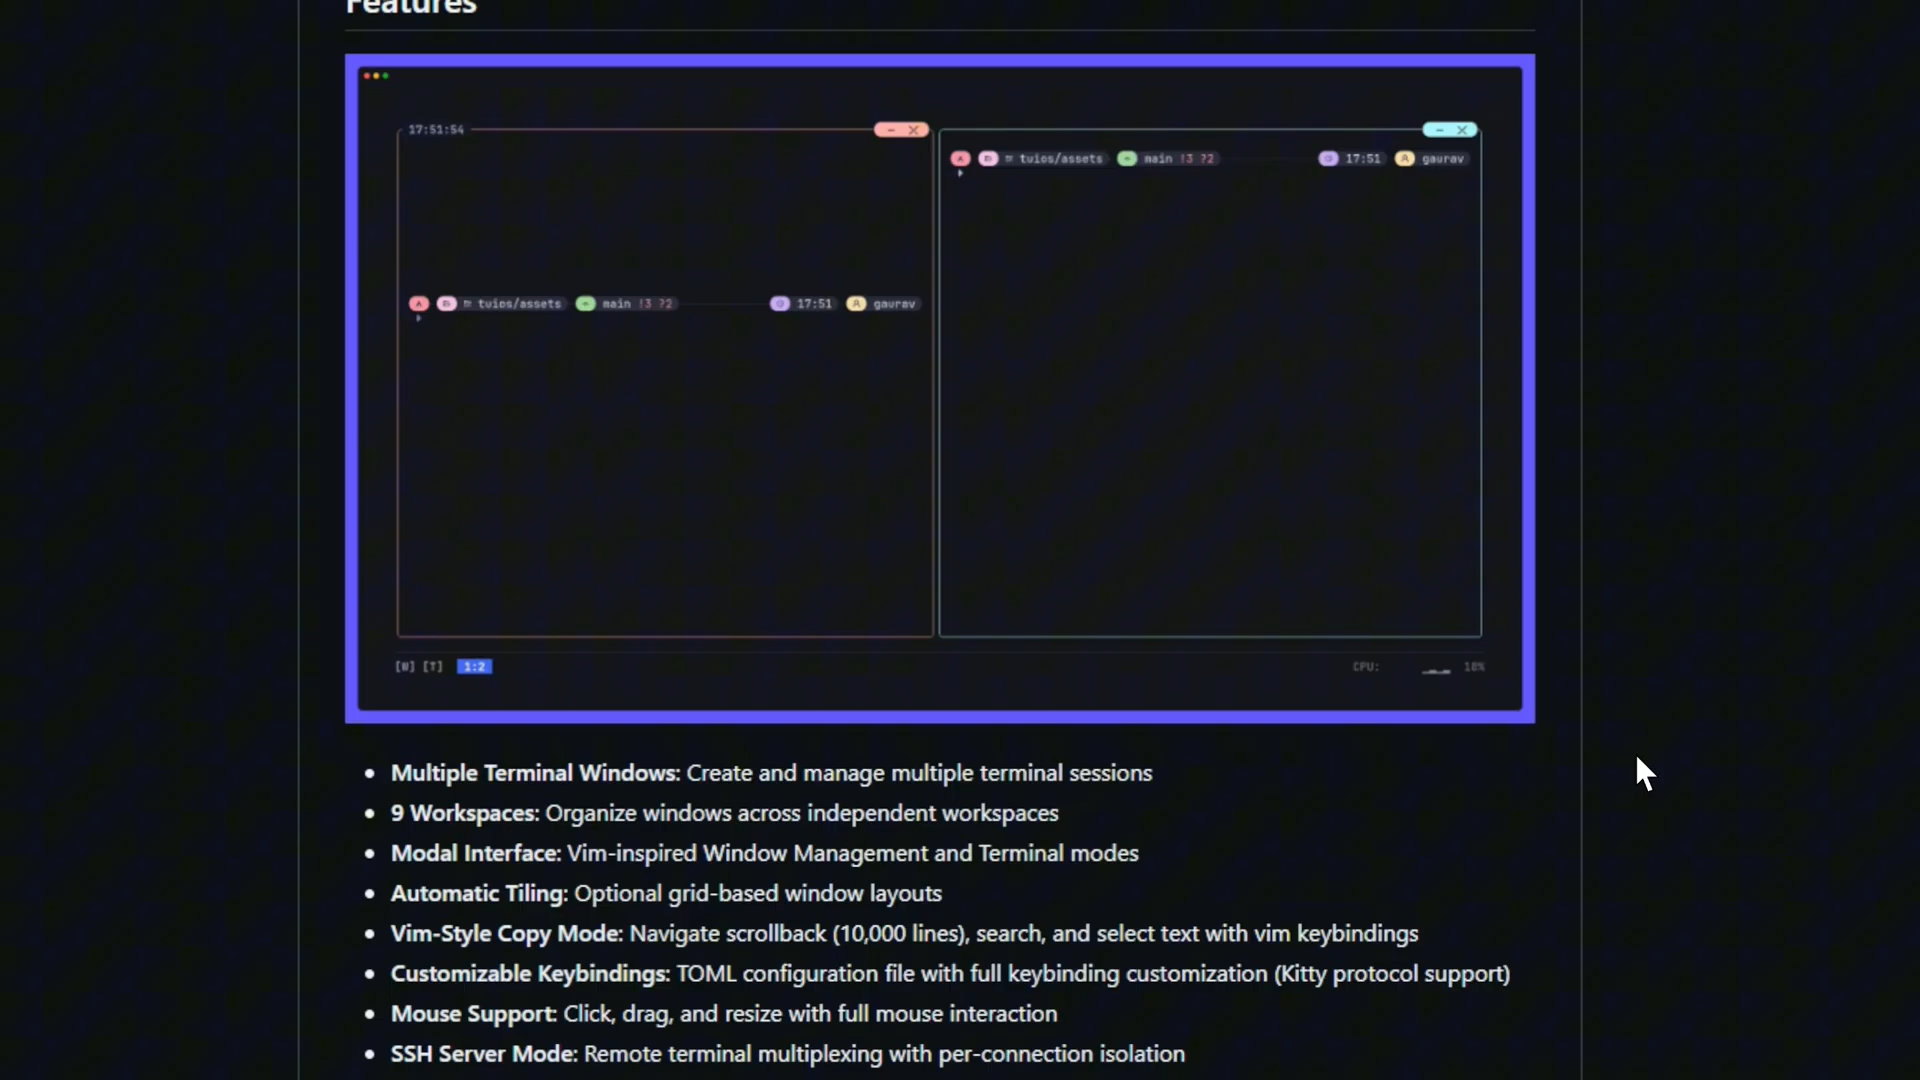 Features
17:51:54
tuios/assets main !3 ?2 17:51 gaurav
tuios/assets main !3 ?2 17:51 gaurav
[W] [T] 1:2 CPU: 18%
Multiple Terminal Windows: Create and manage multiple terminal sessions
9 Workspaces: Organize windows across independent workspaces
Modal Interface: Vim-inspired Window Management and Terminal modes
Automatic Tiling: Optional grid-based window layouts
Vim-Style Copy Mode: Navigate scrollback (10,000 lines), search, and select text with vim keybindings
Customizable Keybindings: TOML configuration file with full keybinding customization (Kitty protocol support)
Mouse Support: Click, drag, and resize with full mouse interaction
SSH Server Mode: Remote terminal multiplexing with per-connection isolation